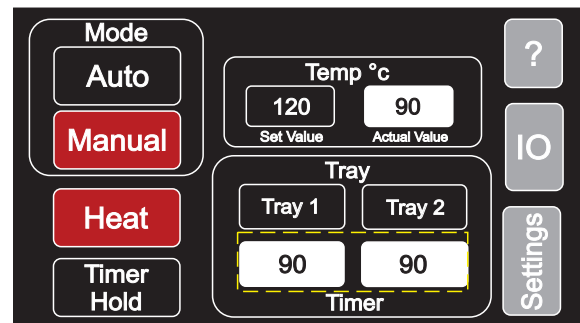 Mode
Auto
Manual
Heat
Timer
Hold
Temp °c
120
90
Set Value
Actual Value
Tray
Tray 1
Tray 2
90
90
Timer
?
IO
Settings